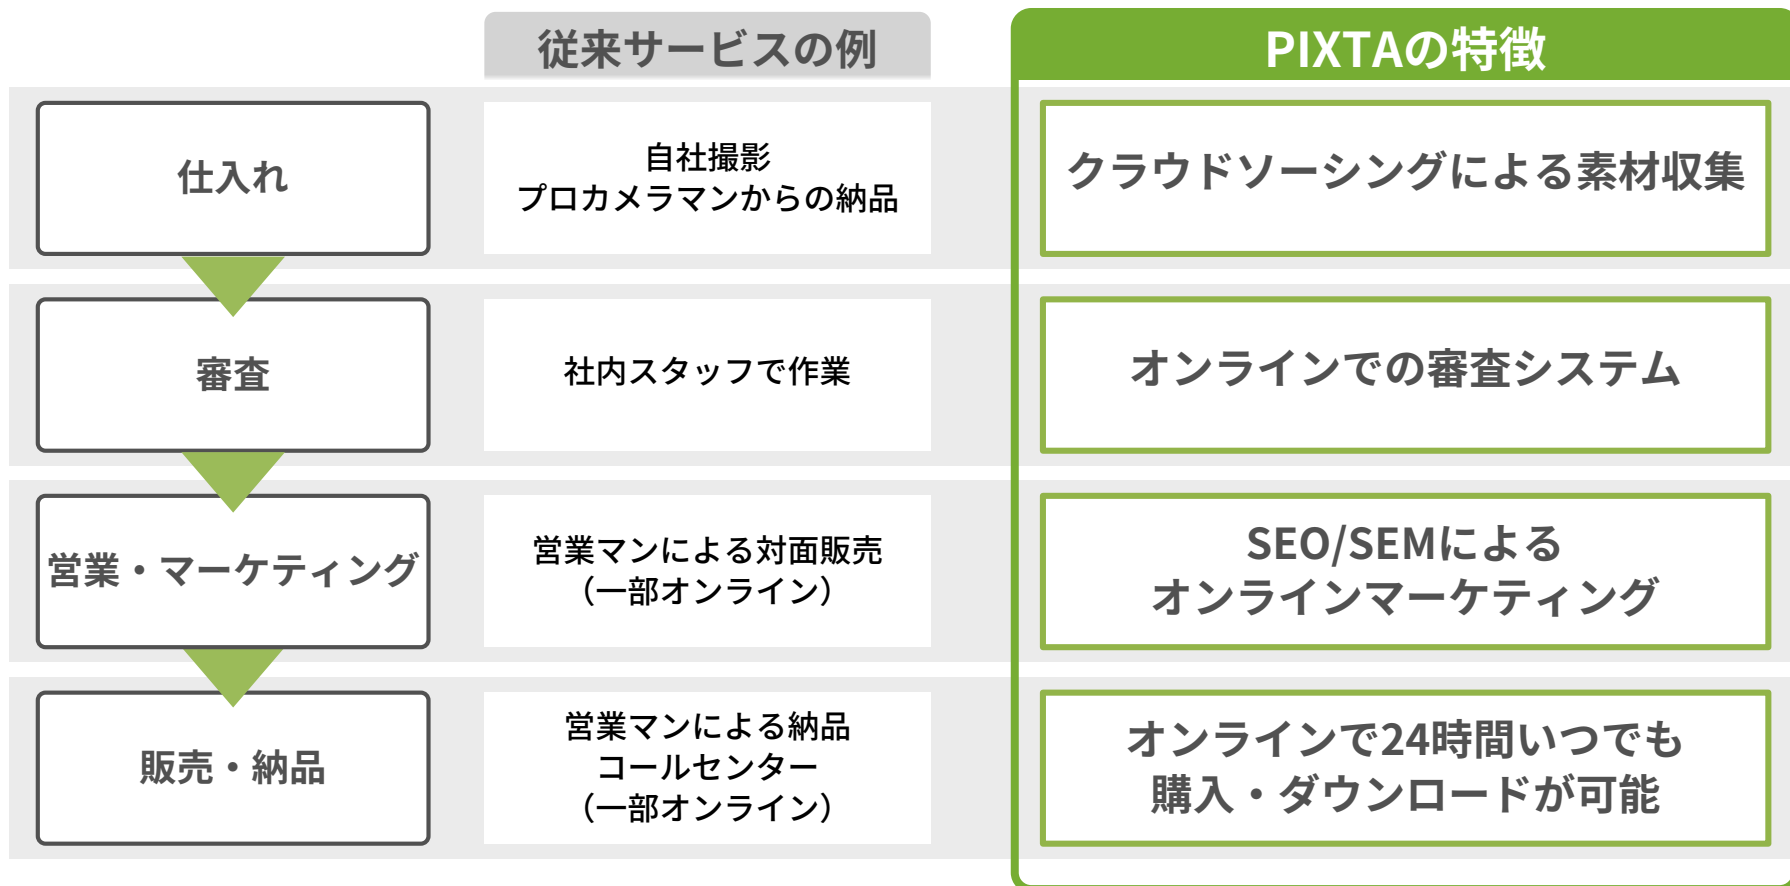 従来サービスの例
PIXTAの特徴
仕入れ
自社撮影
プロカメラマンからの納品
クラウドソーシングによる素材収集
審査
社内スタッフで作業
オンラインでの審査システム
営業・マーケティング
営業マンによる対面販売
（一部オンライン）
SEO/SEMによる
オンラインマーケティング
販売・納品
営業マンによる納品
コールセンター
（一部オンライン）
オンラインで24時間いつでも
購入・ダウンロードが可能